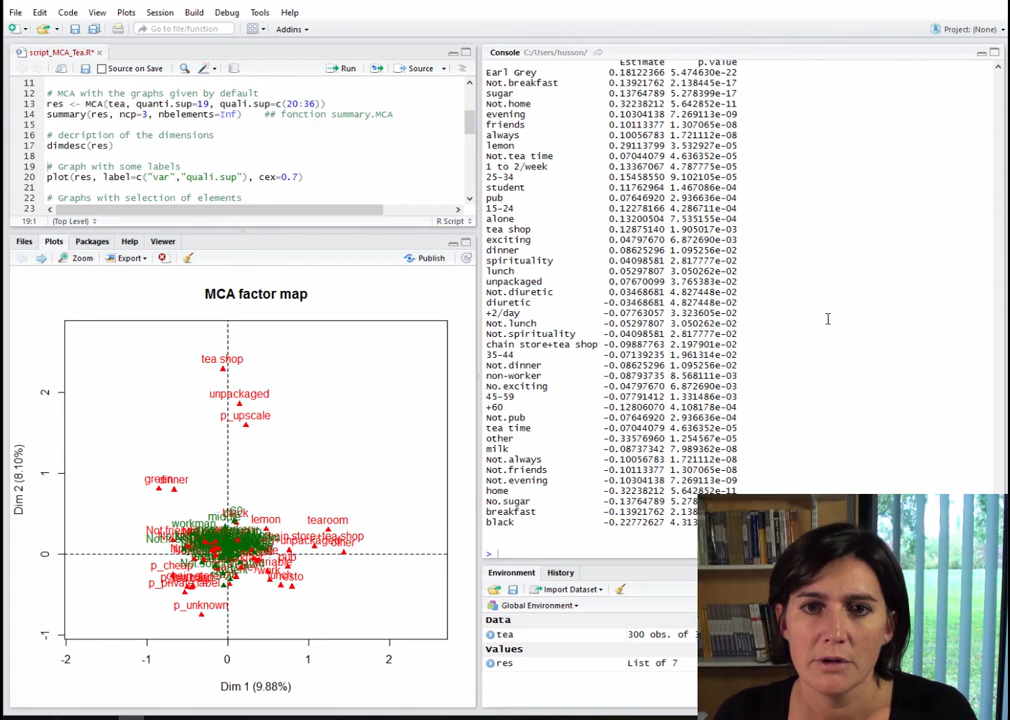 File Edit Code View Plots Session Build Debug Tools Help
Go to file/function Addins Project: (None)
script_MCA_Tea.R*
Source on Save Run Source
11
12 # MCA with the graphs given by default
13 res <- MCA(tea, quanti.sup=19, quali.sup=c(20:36))
14 summary(res, ncp=3, nbelements=Inf) ## fonction summary.MCA
15
16 # decription of the dimensions
17 dimdesc(res)
18
19 # Graph with some labels
20 plot(res, label=c("var","quali.sup"), cex=0.7)
21
22 # Graphs with selection of elements
23
19:1 (Top Level) R Script
Files Plots Packages Help Viewer
Zoom Export Publish
MCA factor map
tea shop
unpackaged
p_upscale
green
dinner
workman
lemon
tearoom
chain store+tea shop
other
pub
p_cheap
resto
p_unknown
2
1
0
-1
-2 -1 0 1 2
Dim 1 (9.88%)
Dim 2 (8.10%)
Console C:/Users/husson/
Estimate p.value
Earl Grey 0.18122366 5.474630e-22
Not.breakfast 0.13921762 2.138445e-17
sugar 0.13764789 5.278399e-17
Not.home 0.32238212 5.642852e-11
evening 0.10304138 7.269113e-09
friends 0.10113377 1.307065e-08
always 0.10056783 1.721112e-08
lemon 0.29113799 3.532927e-05
Not.tea time 0.07044079 4.636352e-05
1 to 2/week 0.13367067 4.787775e-05
25-34 0.15458550 9.102105e-05
student 0.11762964 1.467086e-04
pub 0.07646920 2.936636e-04
15-24 0.12278166 4.286711e-04
alone 0.13200504 7.535155e-04
tea shop 0.12875140 1.905017e-03
exciting 0.04797670 6.872690e-03
dinner 0.08625296 1.095256e-02
spirituality 0.04098581 2.817777e-02
lunch 0.05297807 3.050262e-02
unpackaged 0.07670099 3.765383e-02
Not.diuretic 0.03468681 4.827448e-02
diuretic -0.03468681 4.827448e-02
+2/day -0.07763057 3.323605e-02
Not.lunch -0.05297807 3.050262e-02
Not.spirituality -0.04098581 2.817777e-02
chain store+tea shop -0.09887763 2.197901e-02
35-44 -0.07139235 1.961314e-02
Not.dinner -0.08625296 1.095256e-02
non-worker -0.08793735 8.568111e-03
No.exciting -0.04797670 6.872690e-03
45-59 -0.07791412 1.331486e-03
+60 -0.12806070 4.108178e-04
Not.pub -0.07646920 2.936636e-04
tea time -0.07044079 4.636352e-05
other -0.33576960 1.254567e-05
milk -0.08737342 7.989362e-08
Not.always -0.10056783 1.721112e-08
Not.friends -0.10113377 1.307065e-08
Not.evening -0.10304138 7.269113e-09
home -0.32238212 5.642852e-11
No.sugar -0.13764789 5.278
breakfast -0.13921762 2.138
black -0.22772627 4.313
>
Environment History
Import Dataset
Global Environment
Data
tea 300 obs. of 3
Values
res List of 7